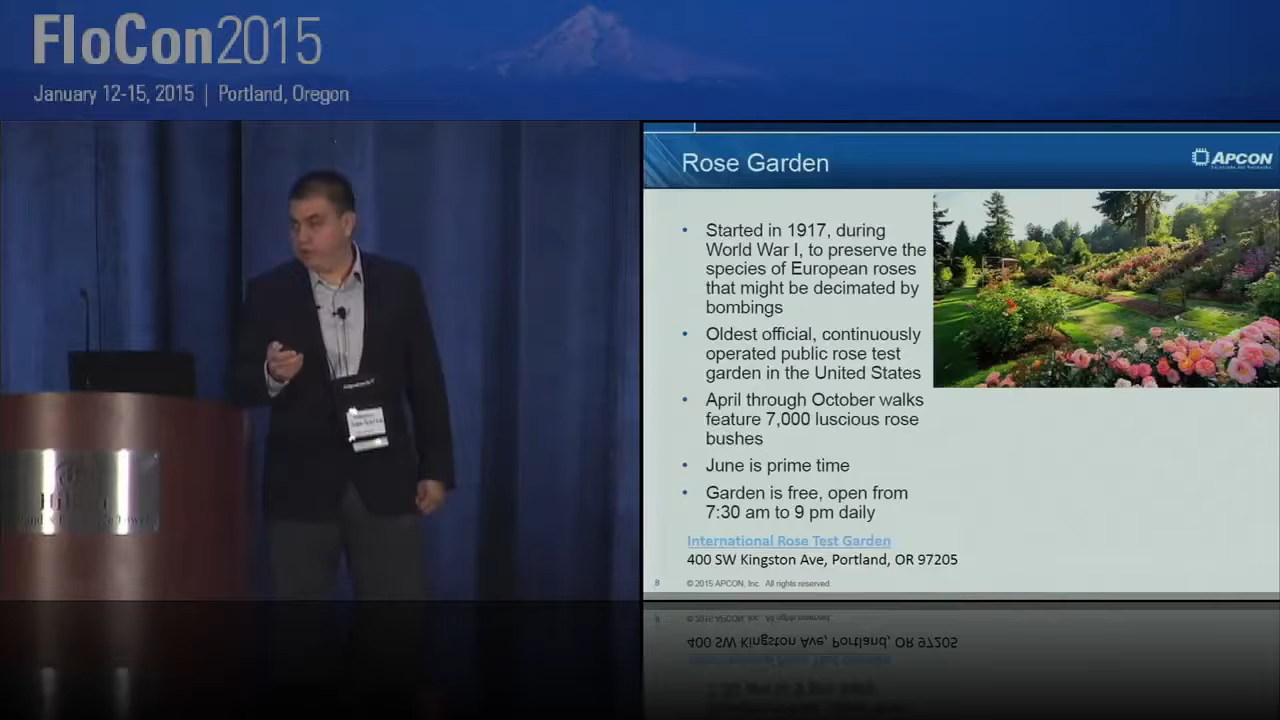 FloCon2015
January 12-15, 2015 | Portland, Oregon
Rose Garden
APCON
• Started in 1917, during
World War I, to preserve the
species of European roses
that might be decimated by
bombings
• Oldest official, continuously
operated public rose test
garden in the United States
• April through October walks
feature 7,000 luscious rose
bushes
• June is prime time
• Garden is free, open from
7:30 am to 9 pm daily
International Rose Test Garden
400 SW Kingston Ave, Portland, OR 97205
8 © 2015 APCON, Inc. All rights reserved.